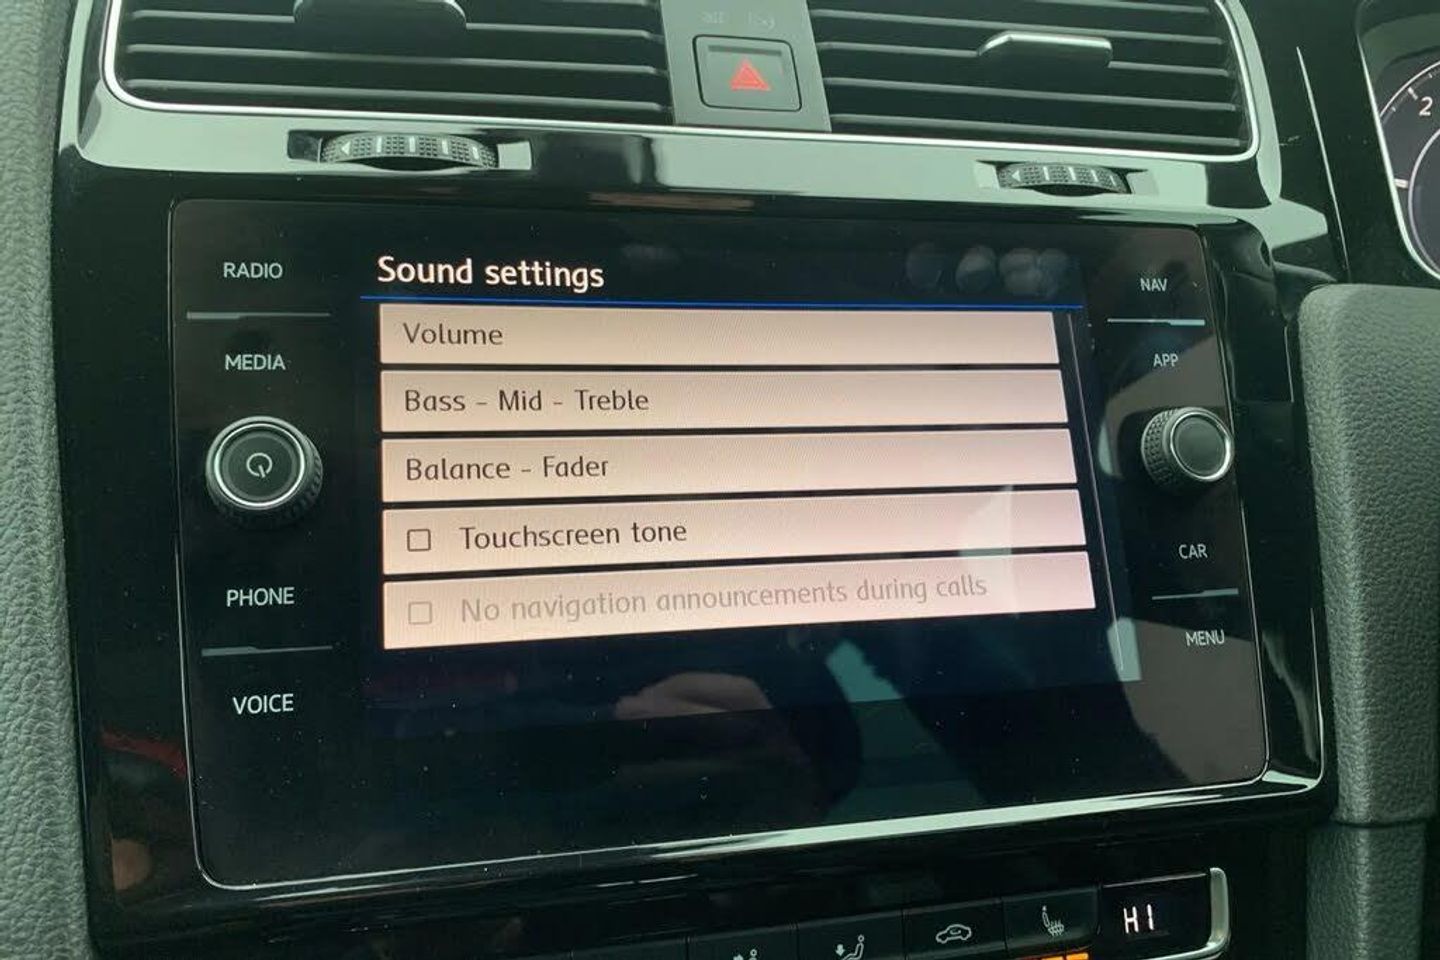 2
RADIO
MEDIA
PHONE
VOICE
Sound settings
Volume
Bass - Mid - Treble
Balance - Fader
Touchscreen tone
No navigation announcements during calls
NAV
APP
CAR
MENU
HI